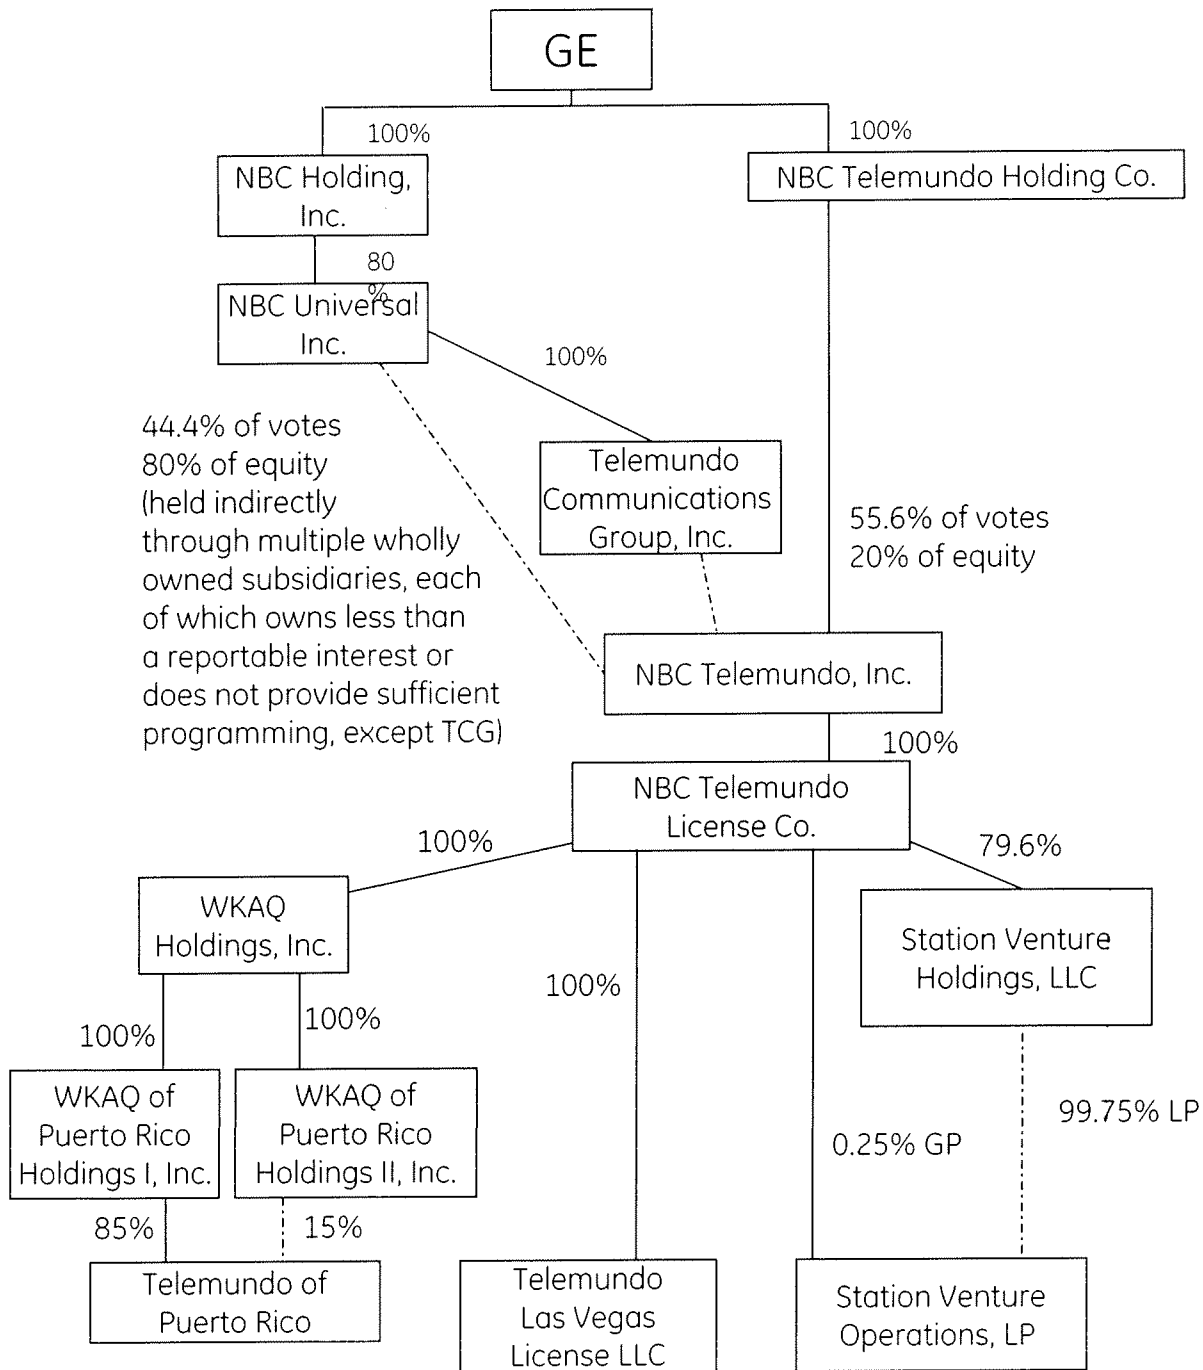 GE
100%
100%
NBC Holding,
Inc.
NBC Telemundo Holding Co.
80
%
NBC Universal
Inc.
100%
44.4% of votes
80% of equity
(held indirectly
through multiple wholly
owned subsidiaries, each
of which owns less than
a reportable interest or
does not provide sufficient
programming, except TCG)
Telemundo
Communications
Group, Inc.
55.6% of votes
20% of equity
NBC Telemundo, Inc.
100%
NBC Telemundo
License Co.
100%
79.6%
WKAQ
Holdings, Inc.
Station Venture
Holdings, LLC
100%
100%
100%
WKAQ of
Puerto Rico
Holdings I, Inc.
WKAQ of
Puerto Rico
Holdings II, Inc.
99.75% LP
0.25% GP
85%
15%
Telemundo of
Puerto Rico
Telemundo
Las Vegas
License LLC
Station Venture
Operations, LP